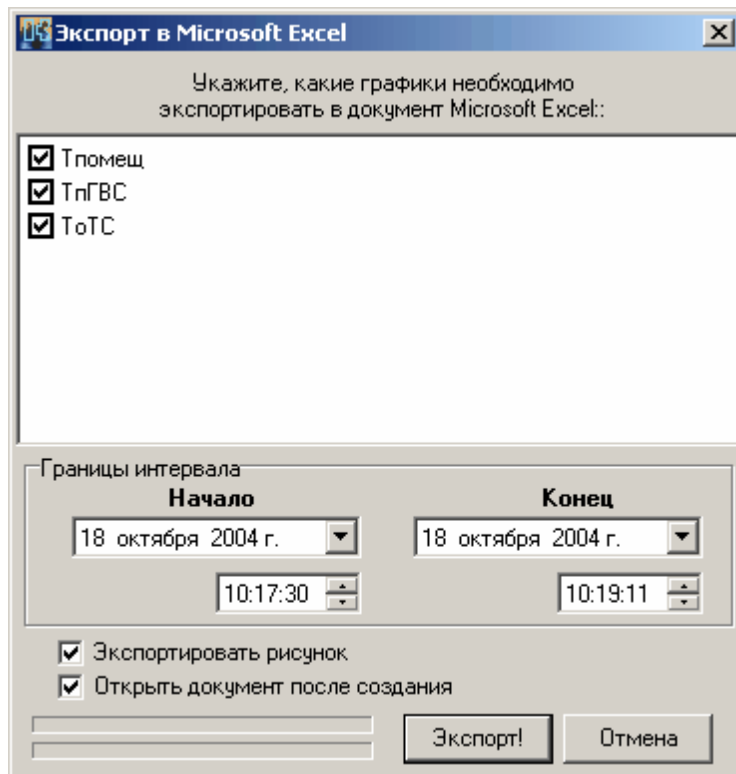 Экспорт в Microsoft Excel
Укажите, какие графики необходимо
экспортировать в документ Microsoft Excel::
Тпомещ
ТпГВС
ТоТС
Границы интервала
Начало Конец
18 октября 2004 г. 18 октября 2004 г.
10:17:30 10:19:11
Экспортировать рисунок
Открыть документ после создания
Экспорт! Отмена